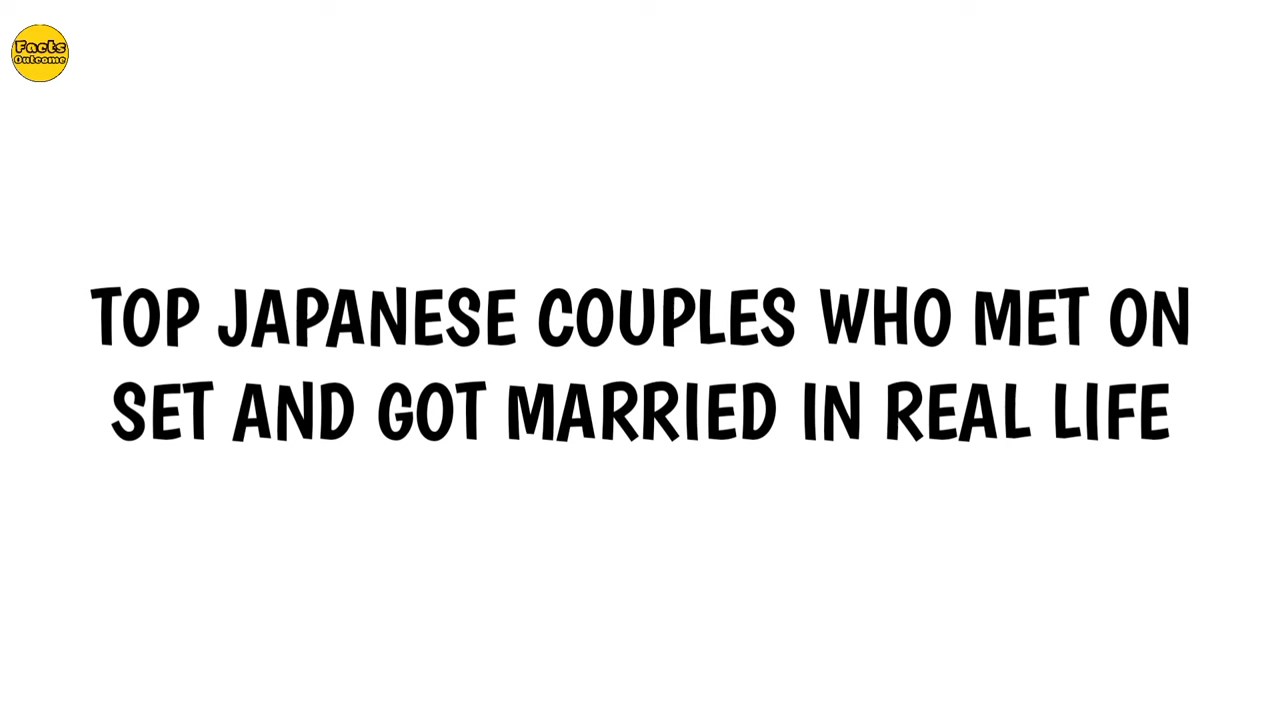 Facts
Outcome
TOP JAPANESE COUPLES WHO MET ON
SET AND GOT MARRIED IN REAL LIFE